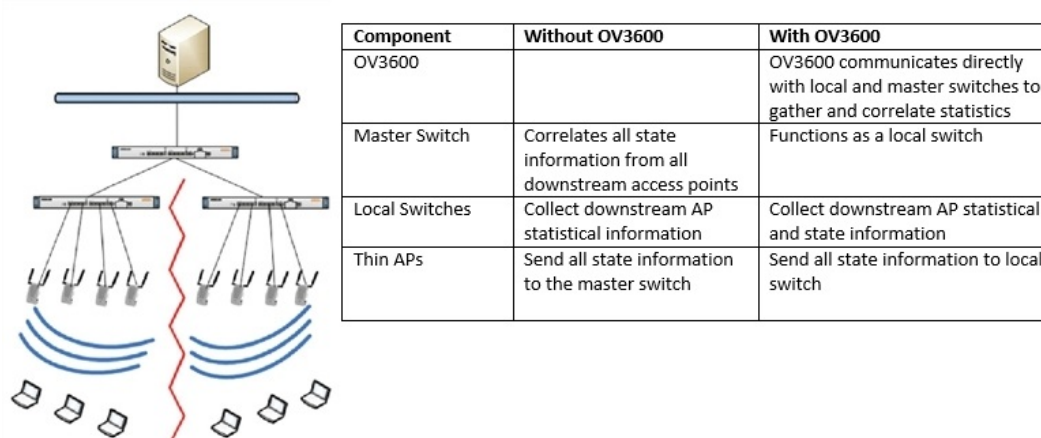 Component Without OV3600 With OV3600
OV3600 OV3600 communicates directly
with local and master switches to
gather and correlate statistics
Master Switch Correlates all state Functions as a local switch
information from all
downstream access points
Local Switches Collect downstream AP Collect downstream AP statistical
statistical information and state information
Thin APs Send all state information Send all state information to local
to the master switch switch